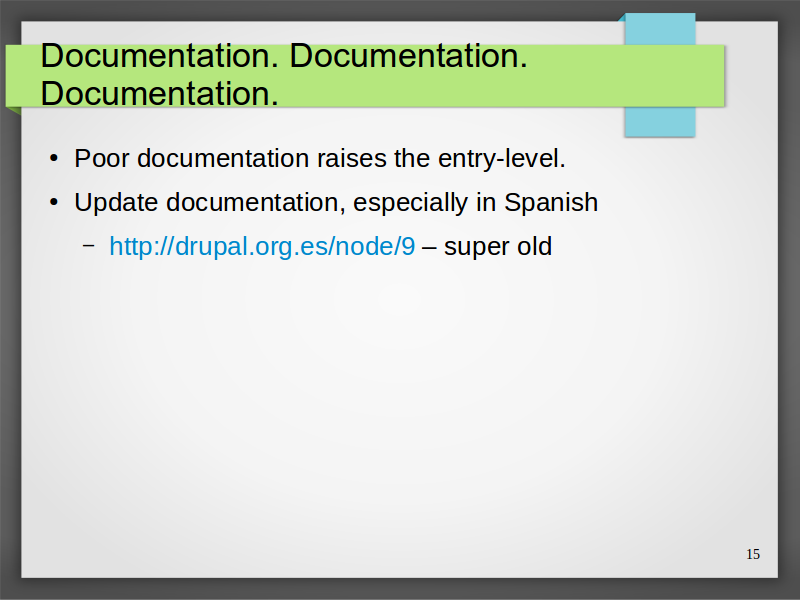 Documentation. Documentation.
Documentation.
• Poor documentation raises the entry-level.
• Update documentation, especially in Spanish
– http://drupal.org.es/node/9 – super old
15